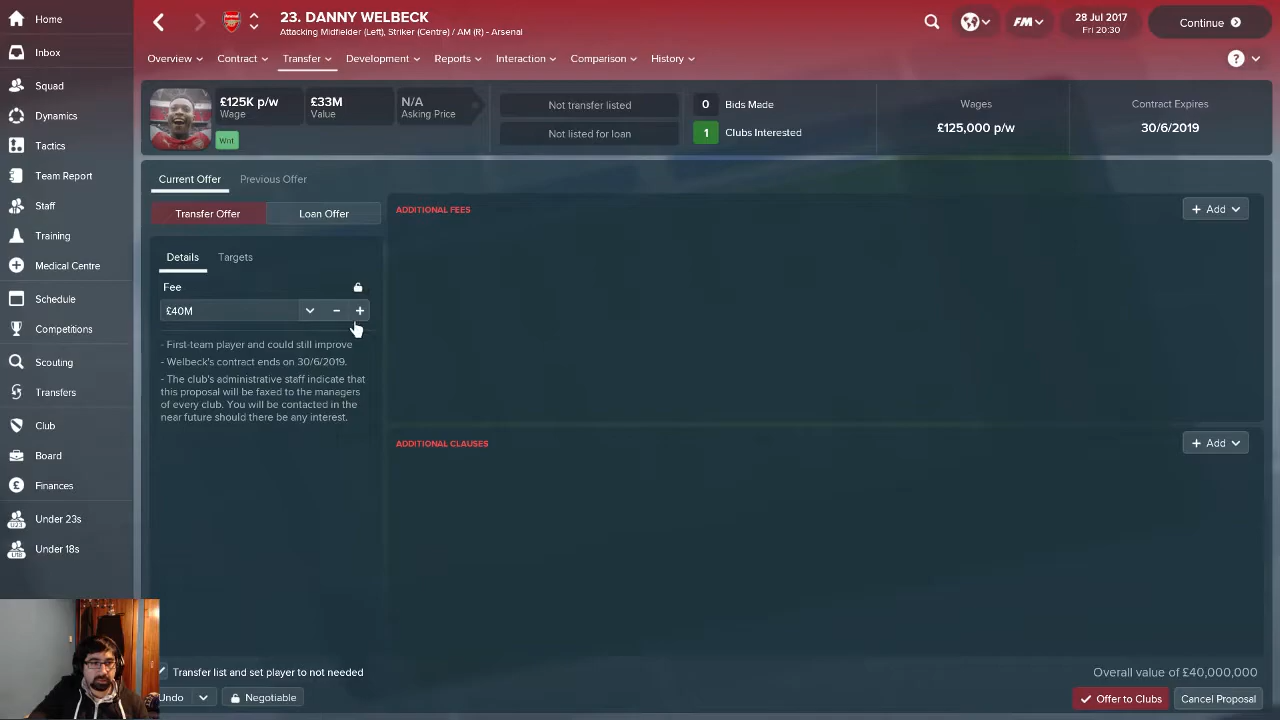 Home
Inbox
Squad
Dynamics
Tactics
Team Report
Staff
Training
Medical Centre
Schedule
Competitions
Scouting
Transfers
Club
Board
Finances
Under 23s
Under 18s
23. DANNY WELBECK
Attacking Midfielder (Left), Striker (Centre) / AM (R) - Arsenal
FM
28 Jul 2017
Fri 20:30
Continue
Overview
Contract
Transfer
Development
Reports
Interaction
Comparison
History
?
£125K p/w
Wage
£33M
Value
N/A
Asking Price
Wnt
Not transfer listed
Not listed for loan
0 Bids Made
1 Clubs Interested
Wages
£125,000 p/w
Contract Expires
30/6/2019
Current Offer
Previous Offer
Transfer Offer
Loan Offer
Details
Targets
Fee
£40M
- First-team player and could still improve
- Welbeck's contract ends on 30/6/2019.
- The club's administrative staff indicate that
this proposal will be faxed to the managers
of every club. You will be contacted in the
near future should there be any interest.
ADDITIONAL FEES
+ Add
ADDITIONAL CLAUSES
+ Add
Transfer list and set player to not needed
Undo
Negotiable
Overall value of £40,000,000
Offer to Clubs
Cancel Proposal